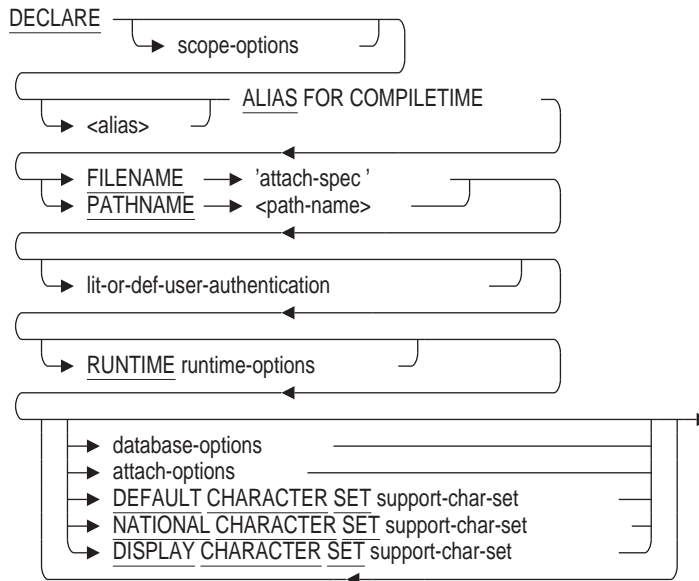 DECLARE
scope-options
<alias> ALIAS FOR COMPILETIME
FILENAME 'attach-spec '
PATHNAME <path-name>
lit-or-def-user-authentication
RUNTIME runtime-options
database-options
attach-options
DEFAULT CHARACTER SET support-char-set
NATIONAL CHARACTER SET support-char-set
DISPLAY CHARACTER SET support-char-set